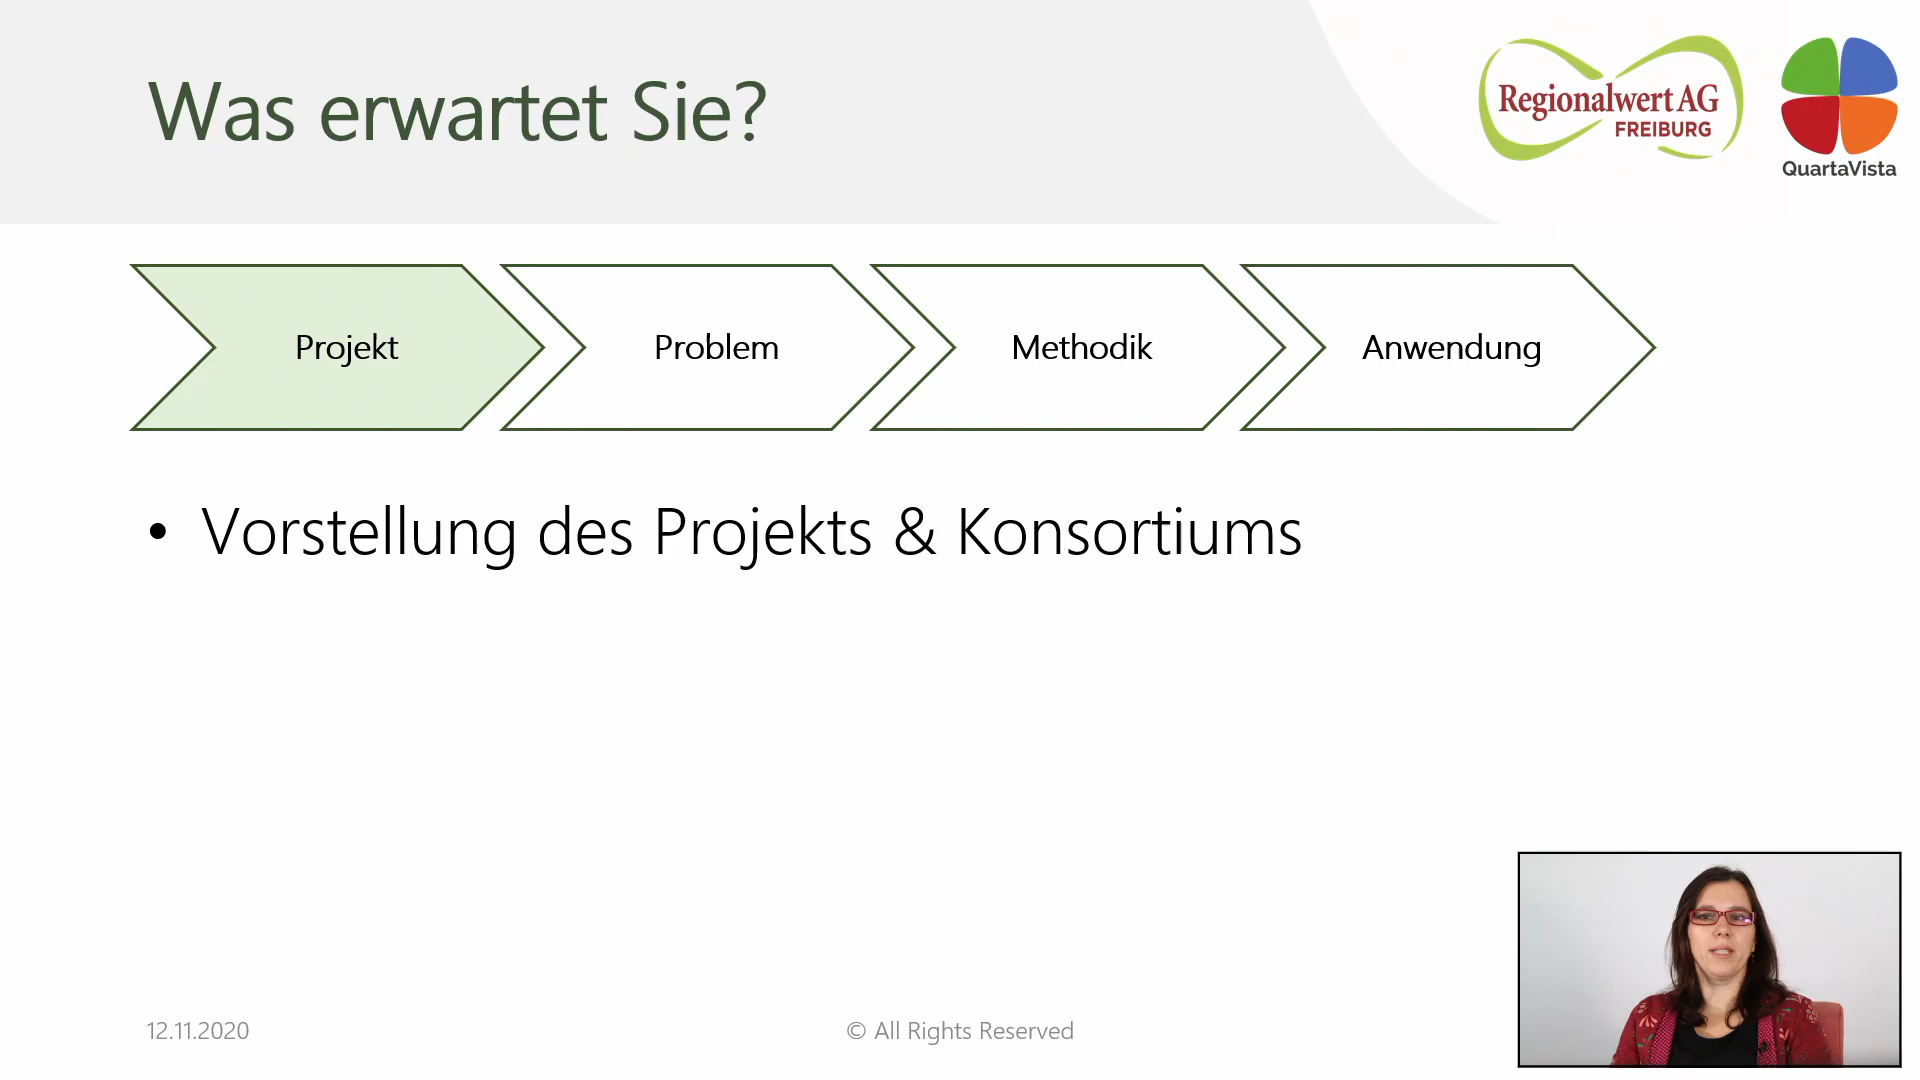 Was erwartet Sie?
Regionalwert AG
FREIBURG
QuartaVista
Projekt
Problem
Methodik
Anwendung
• Vorstellung des Projekts & Konsortiums
12.11.2020
© All Rights Reserved